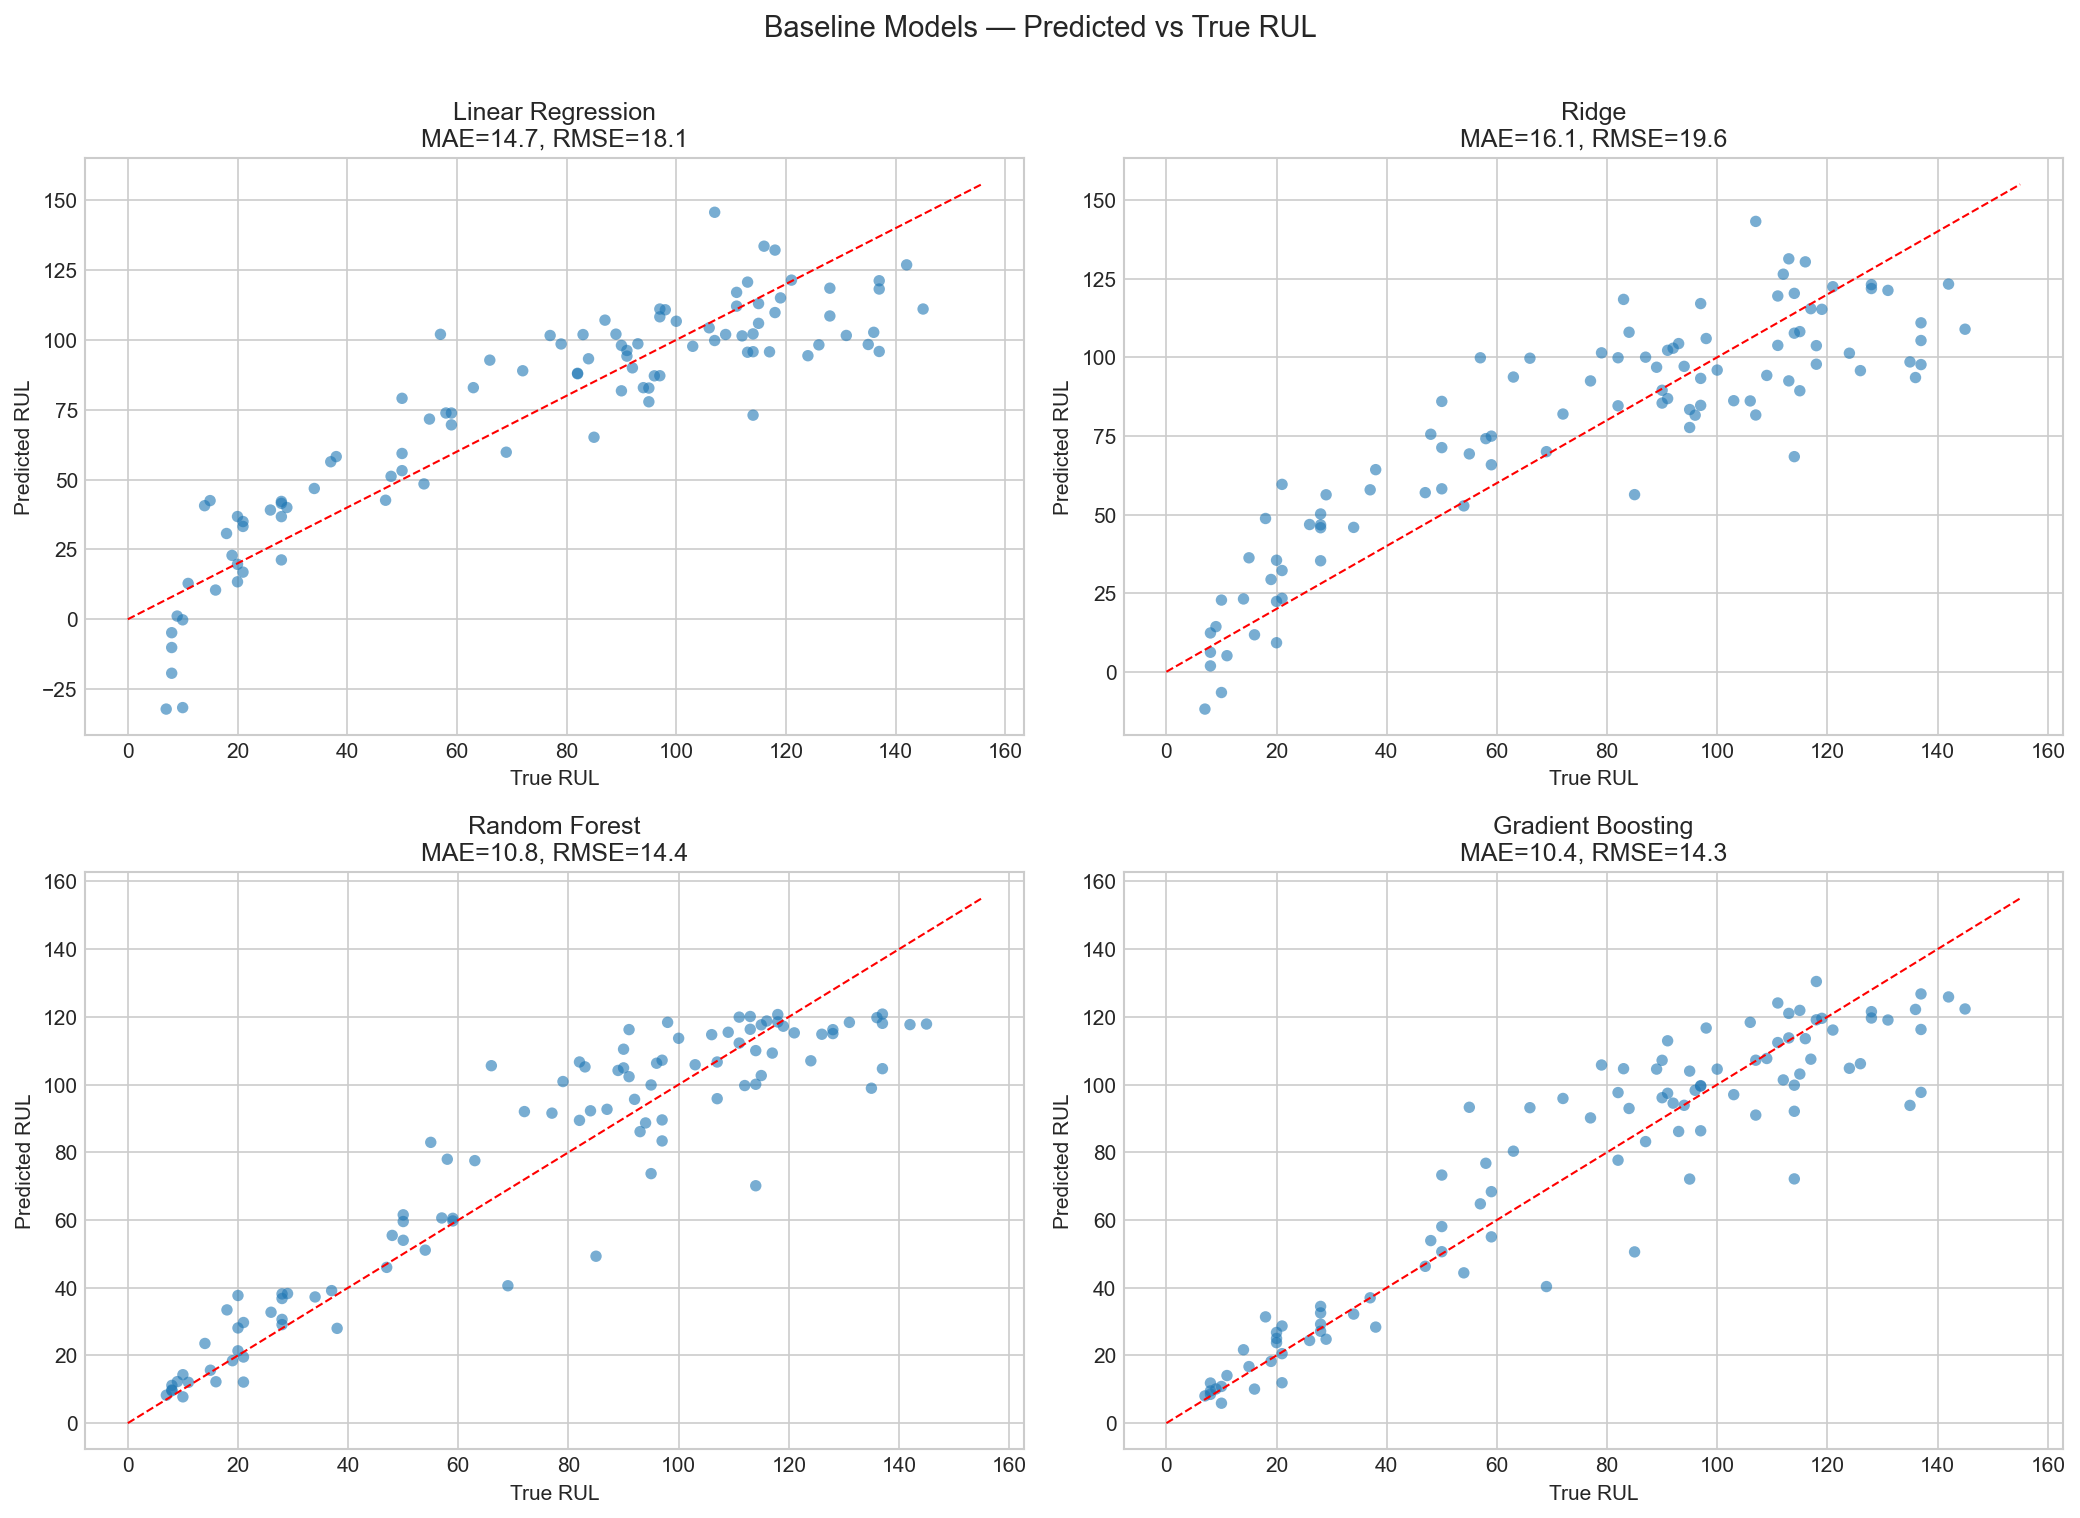 Baseline Models — Predicted vs True RUL
Linear Regression
MAE=14.7, RMSE=18.1
150
125
100
75
50
25
0
−25
Predicted RUL
0 20 40 60 80 100 120 140 160
True RUL
Ridge
MAE=16.1, RMSE=19.6
150
125
100
75
50
25
0
Predicted RUL
0 20 40 60 80 100 120 140 160
True RUL
Random Forest
MAE=10.8, RMSE=14.4
160
140
120
100
80
60
40
20
0
Predicted RUL
0 20 40 60 80 100 120 140 160
True RUL
Gradient Boosting
MAE=10.4, RMSE=14.3
160
140
120
100
80
60
40
20
0
Predicted RUL
0 20 40 60 80 100 120 140 160
True RUL